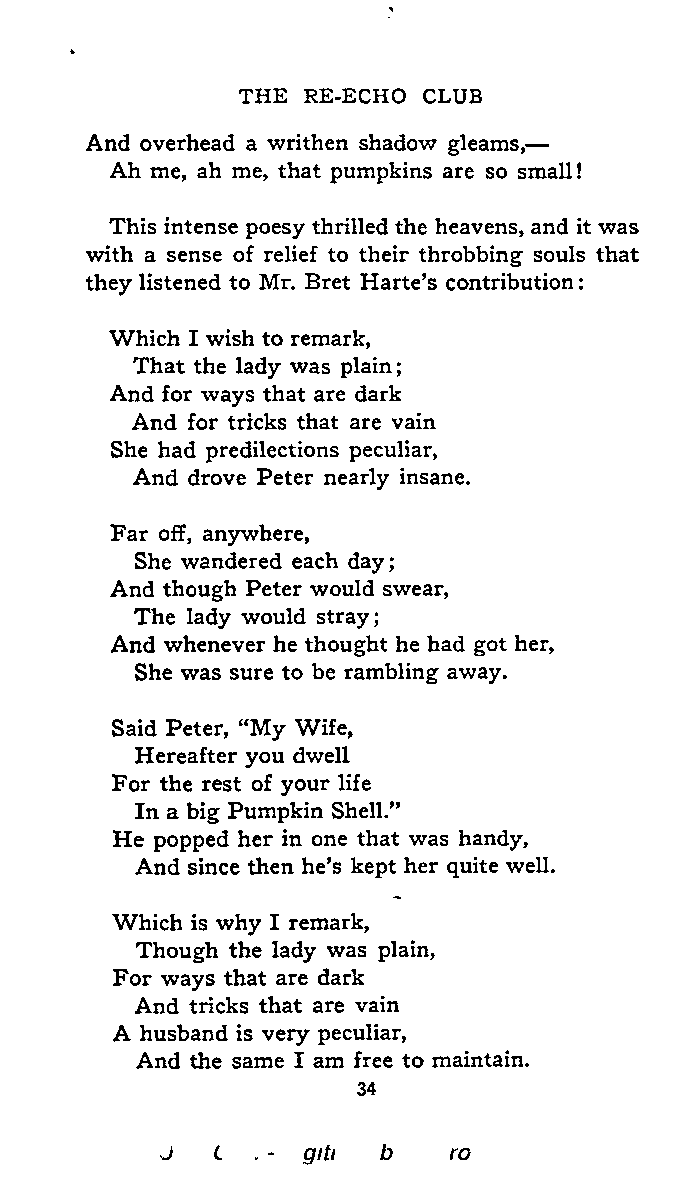 THE RE-ECHO CLUB
And overhead a writhen shadow gleams,—
Ah me, ah me, that pumpkins are so small!
This intense poesy thrilled the heavens, and it was
with a sense of relief to their throbbing souls that
they listened to Mr. Bret Harte's contribution:
Which I wish to remark,
That the lady was plain;
And for ways that are dark
And for tricks that are vain
She had predilections peculiar,
And drove Peter nearly insane.
Far off, anywhere,
She wandered each day;
And though Peter would swear,
The lady would stray;
And whenever he thought he had got her,
She was sure to be rambling away.
Said Peter, "My Wife,
Hereafter you dwell
For the rest of your life
In a big Pumpkin Shell."
He popped her in one that was handy,
And since then he's kept her quite well.
Which is why I remark,
Though the lady was plain,
For ways that are dark
And tricks that are vain
A husband is very peculiar,
And the same I am free to maintain.
34